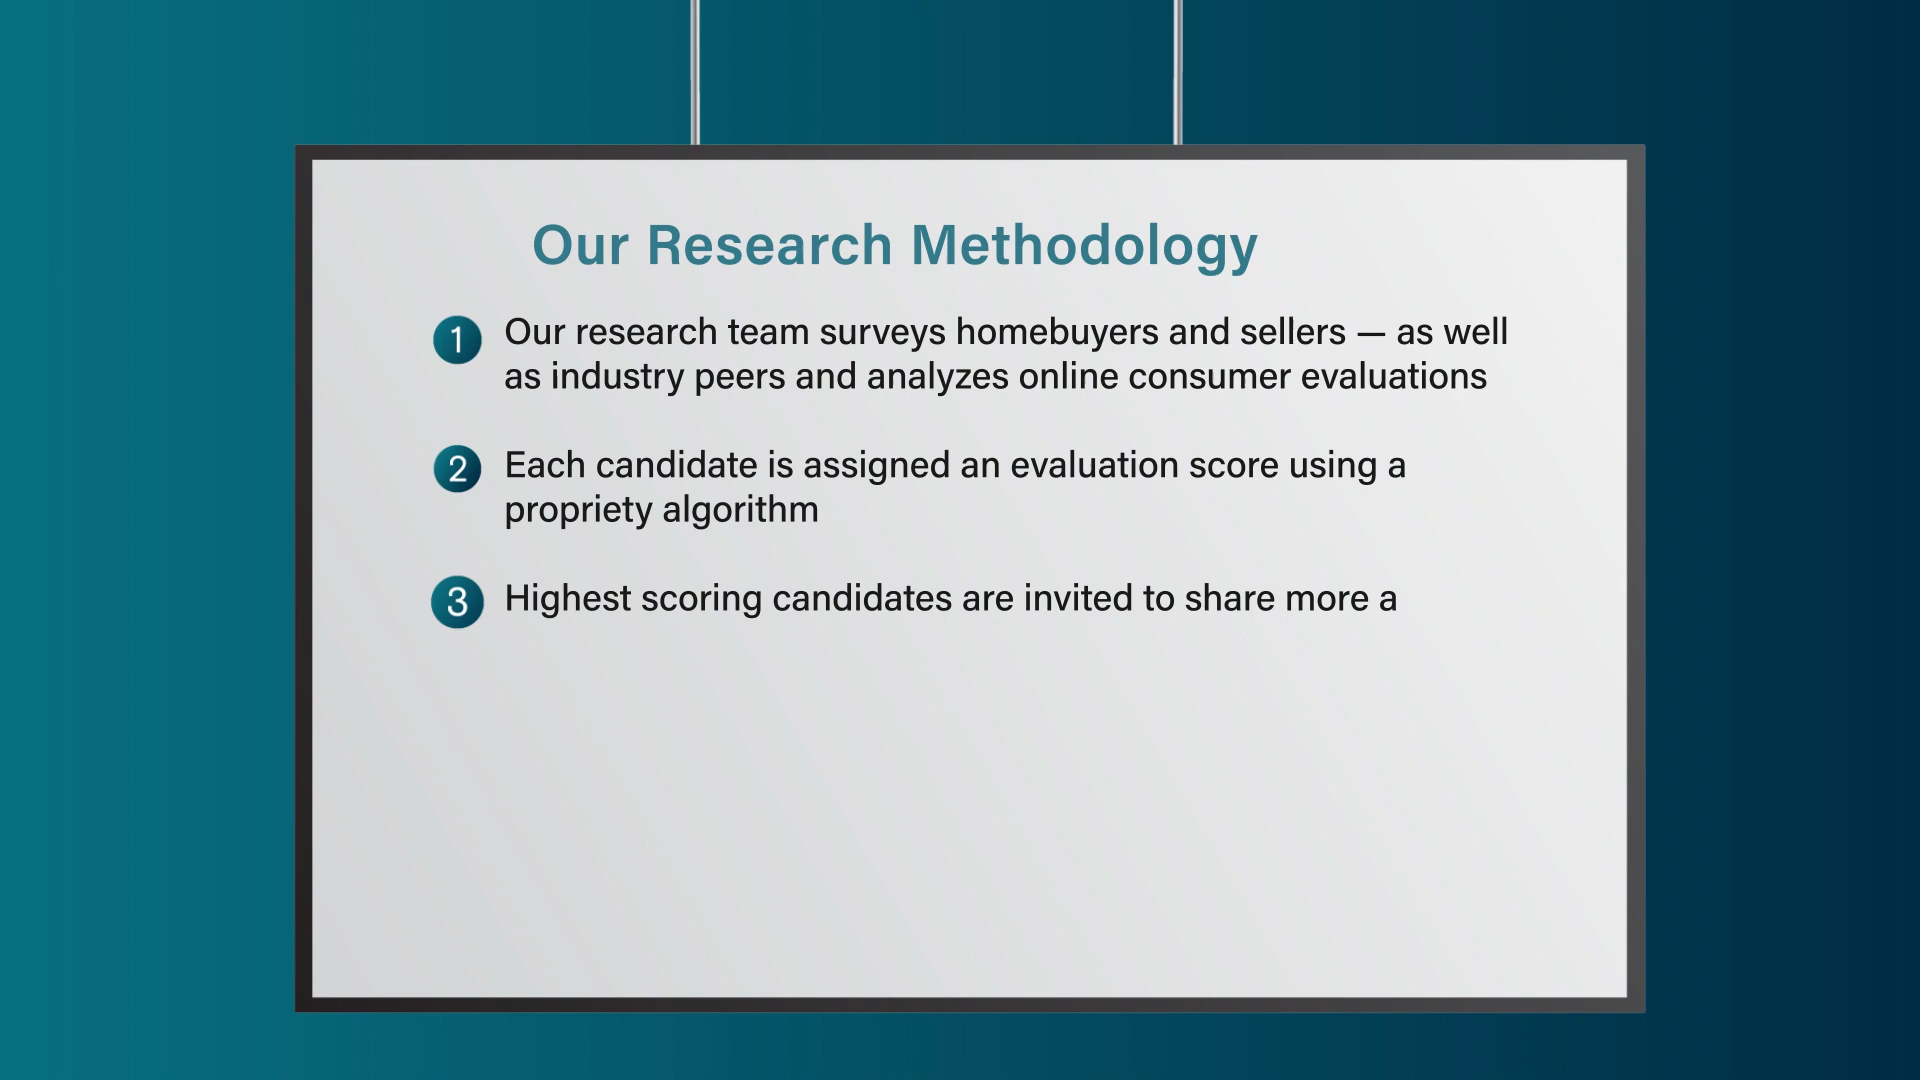 Our Research Methodology
1 Our research team surveys homebuyers and sellers — as well
as industry peers and analyzes online consumer evaluations
2 Each candidate is assigned an evaluation score using a
propriety algorithm
3 Highest scoring candidates are invited to share more a